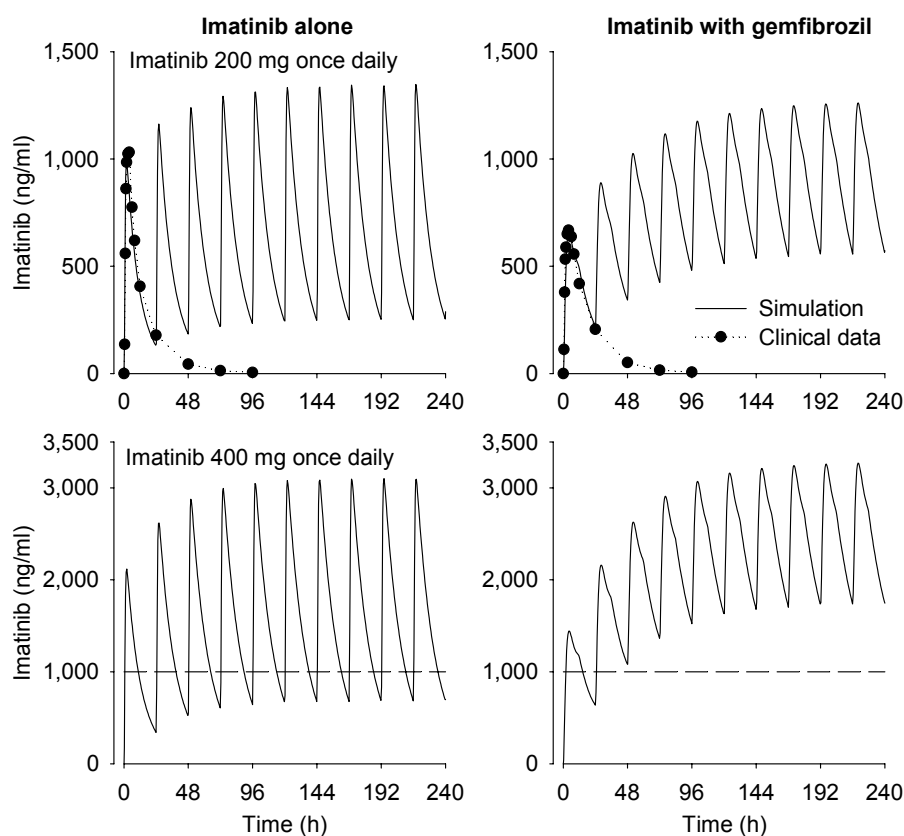 Imatinib alone
Imatinib with gemfibrozil
1,500
1,000
500
0
Imatinib (ng/ml)
Imatinib 200 mg once daily
0 48 96 144 192 240
1,500
1,000
500
0
Simulation
Clinical data
0 48 96 144 192 240
3,500
3,000
2,000
1,000
0
Imatinib (ng/ml)
Imatinib 400 mg once daily
0 48 96 144 192 240
Time (h)
3,500
3,000
2,000
1,000
0
0 48 96 144 192 240
Time (h)